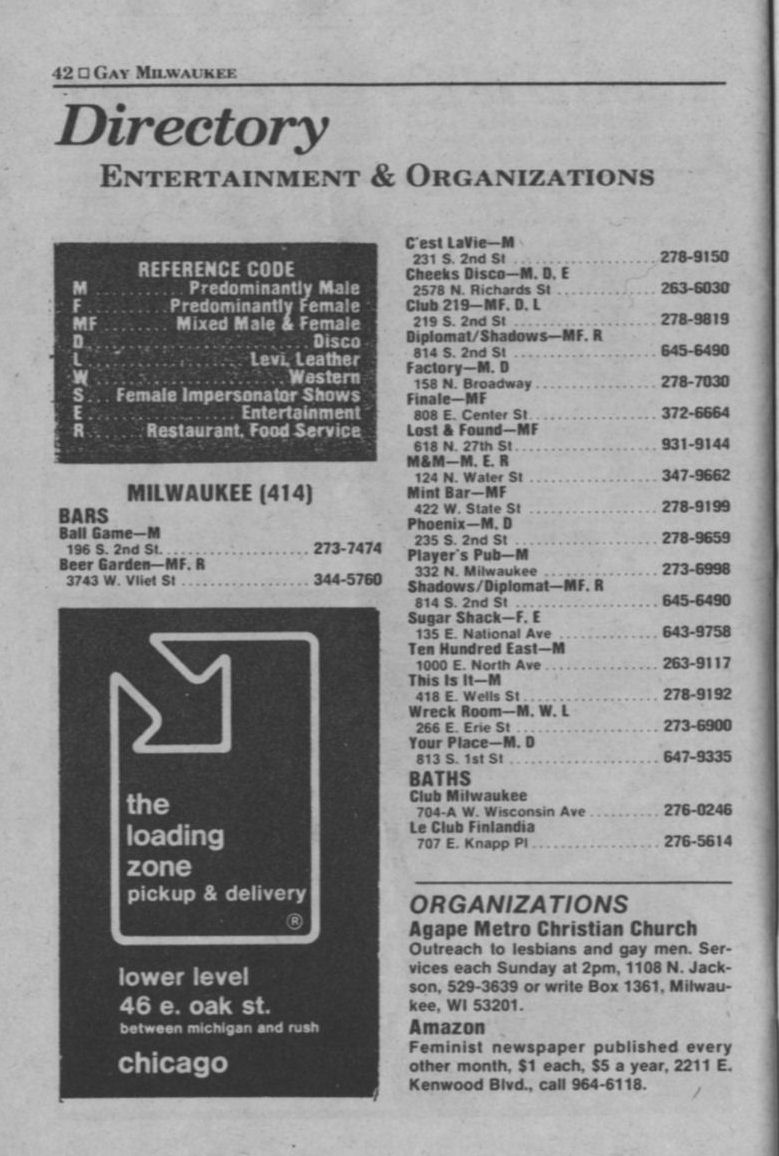 42 □ GAY MILWAUKEE
Directory
ENTERTAINMENT & ORGANIZATIONS
REFERENCE CODE
M ........... Predominantly Male
F ......... Predominantly Female
MF ......... Mixed Male & Female
D ........................ Disco
L ................. Levi, Leather
W ...................... Western
S .... Female Impersonator Shows
E ................ Entertainment
R ...... Restaurant, Food Service
MILWAUKEE (414)
BARS
Ball Game—M
196 S. 2nd St. .................... 273-7474
Beer Garden—MF. R
3743 W. Vliet St .................. 344-5760
the
loading
zone
pickup & delivery
®
lower level
46 e. oak st.
between michigan and rush
chicago
C'est LaVie—M
231 S. 2nd St .................... 278-9150
Cheeks Disco—M. D. E
2578 N. Richards St .............. 263-6030
Club 219—MF. D. L
219 S. 2nd St .................... 278-9819
Diplomat/Shadows—MF. R
814 S. 2nd St .................... 645-6490
Factory—M. D
158 N. Broadway ................. 278-7030
Finale—MF
808 E. Center St. ................. 372-6664
Lost & Found—MF
618 N. 27th St. ................... 931-9144
M&M—M. E. R
124 N. Water St .................. 347-9662
Mint Bar—MF
422 W. State St .................. 278-9199
Phoenix—M. D
235 S. 2nd St .................... 278-9659
Player's Pub—M
332 N. Milwaukee ................ 273-6998
Shadows/Diplomat—MF. R
814 S. 2nd St .................... 645-6490
Sugar Shack—F. E
135 E. National Ave .............. 643-9758
Ten Hundred East—M
1000 E. North Ave ................ 263-9117
This Is It—M
418 E. Wells St ................... 278-9192
Wreck Room—M. W. L
266 E. Erie St .................... 273-6900
Your Place—M. D
813 S. 1st St ..................... 647-9335
BATHS
Club Milwaukee
704-A W. Wisconsin Ave .......... 276-0246
Le Club Finlandia
707 E. Knapp Pl .................. 276-5614
ORGANIZATIONS
Agape Metro Christian Church
Outreach to lesbians and gay men. Ser-
vices each Sunday at 2pm, 1108 N. Jack-
son, 529-3639 or write Box 1361, Milwau-
kee, WI 53201.
Amazon
Feminist newspaper published every
other month, $1 each, $5 a year, 2211 E.
Kenwood Blvd., call 964-6118.